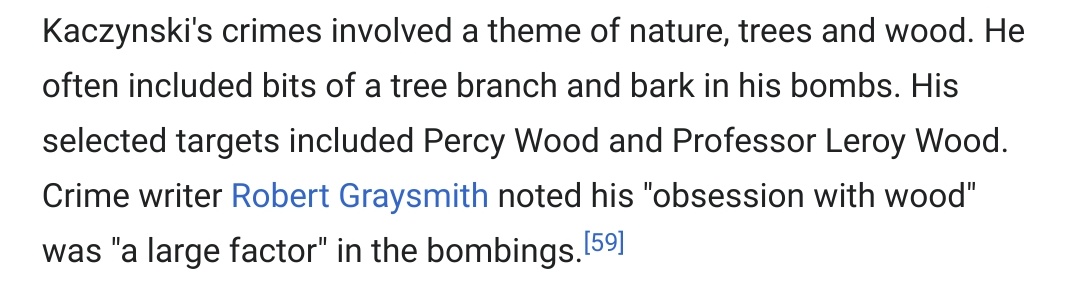 Kaczynski's crimes involved a theme of nature, trees and wood. He
often included bits of a tree branch and bark in his bombs. His
selected targets included Percy Wood and Professor Leroy Wood.
Crime writer Robert Graysmith noted his "obsession with wood"
was "a large factor" in the bombings.[59]